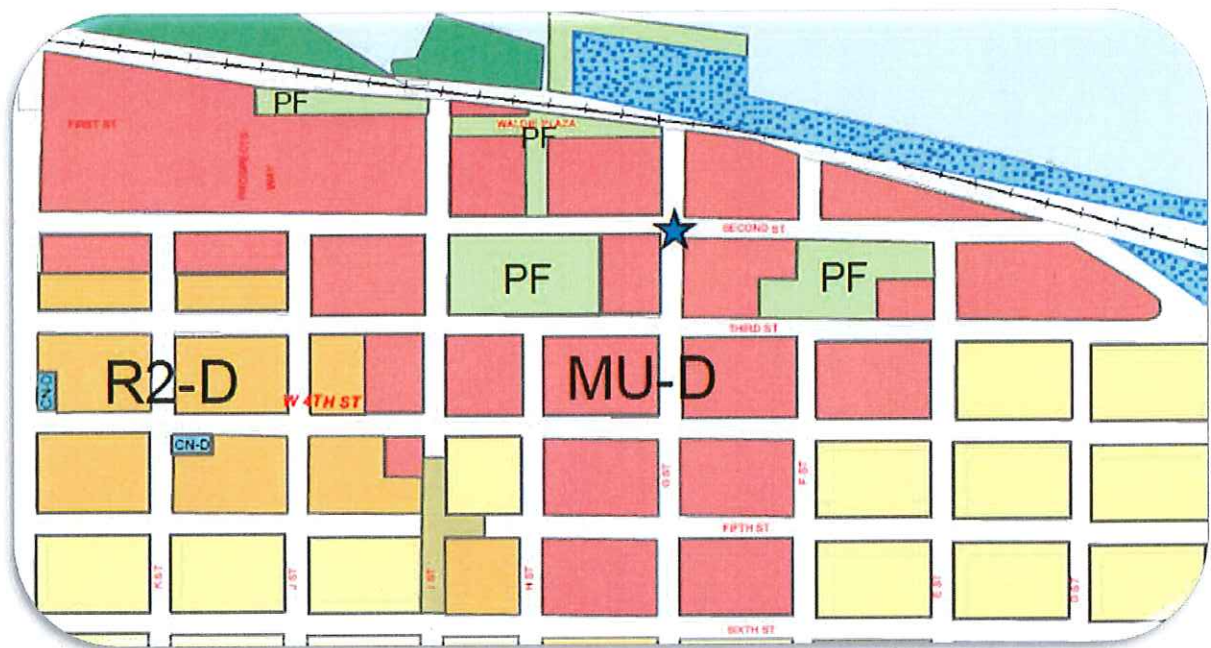 PF
FIRST ST
WALDIE PLAZA
PF
PROSPECTS
WAY
SECOND ST
PF
PF
THIRD ST
R2-D
MU-D
CN-D
W 4TH ST
CN-D
G ST
F ST
FIFTH ST
K ST
J ST
I ST
H ST
E ST
D ST
SIXTH ST